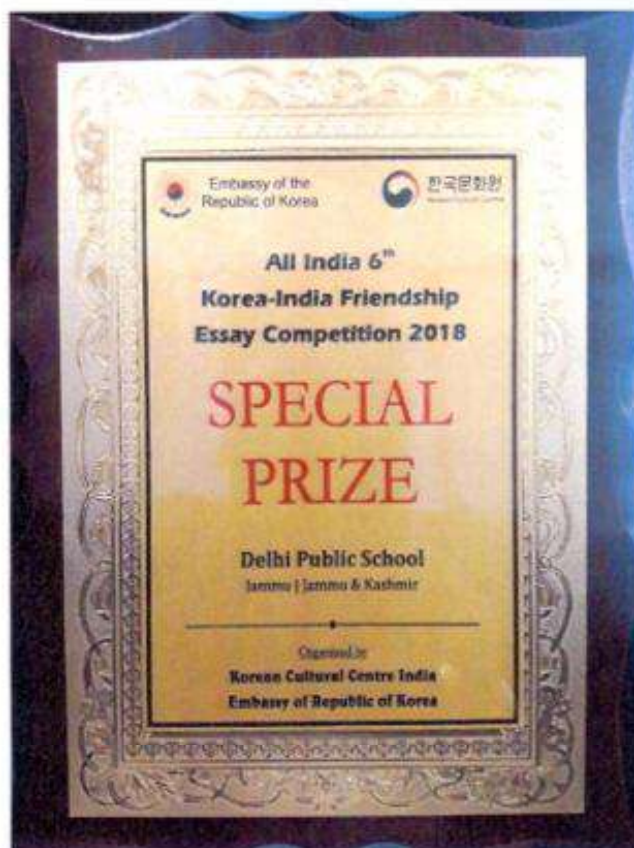 Embassy of the
Republic of Korea
한국문화원
All India 6th
Korea-India Friendship
Essay Competition 2018
SPECIAL
PRIZE
Delhi Public School
Jammu | Jammu & Kashmir
Organised by
Korean Cultural Centre India
Embassy of Republic of Korea